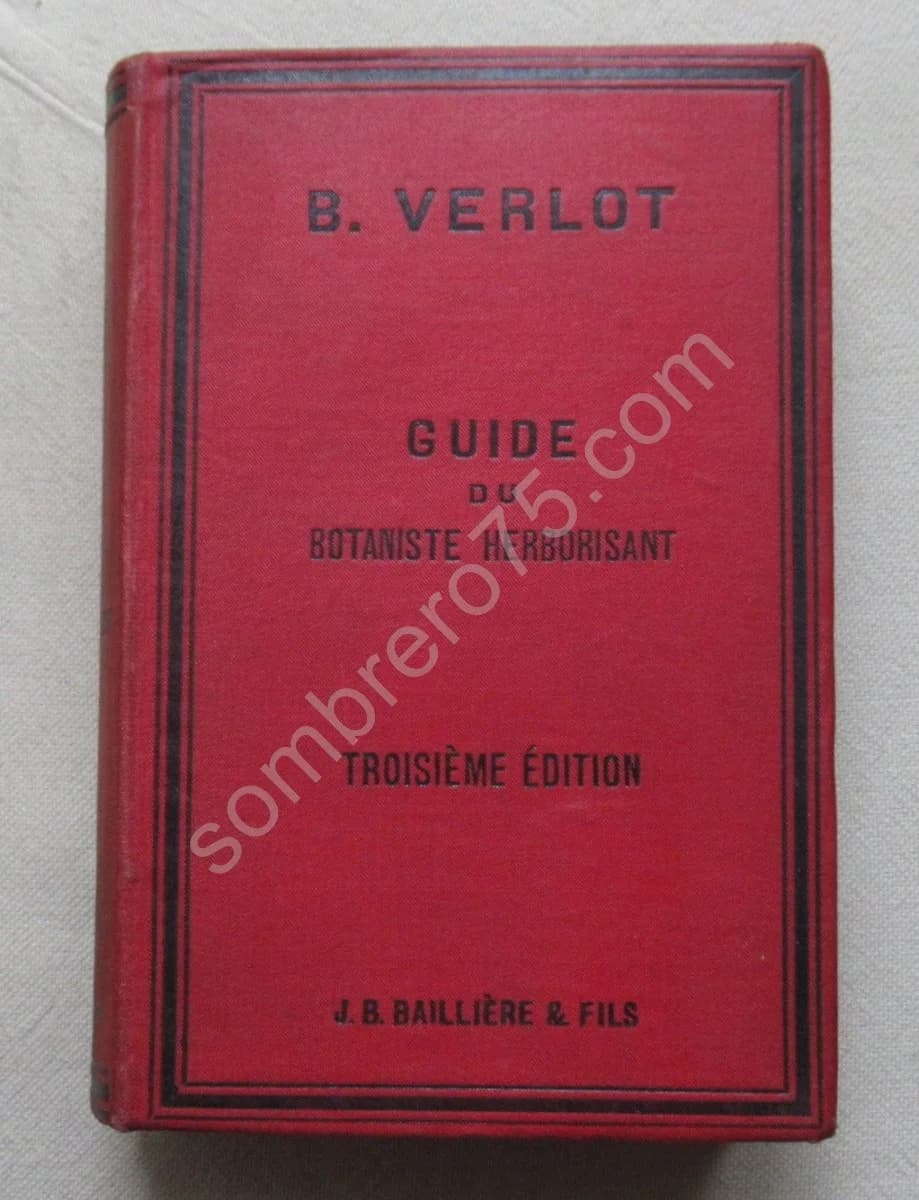 B. VERLOT
GUIDE
DU
BOTANISTE HERBORISANT
TROISIÈME ÉDITION
J. B. BAILLIÈRE & FILS
sombrero75.com